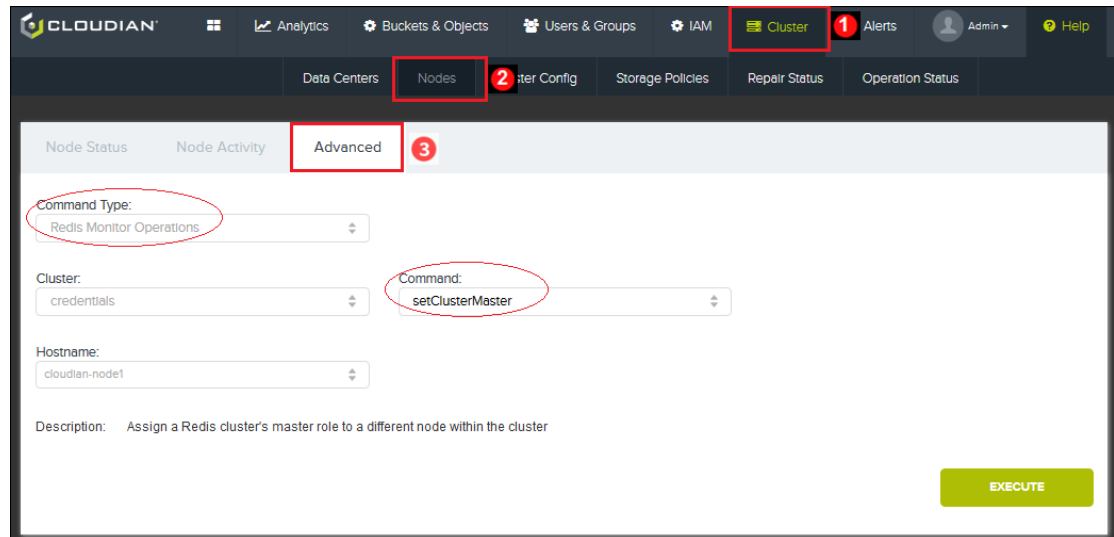 CLOUDIAN
Analytics
Buckets & Objects
Users & Groups
IAM
Cluster
1
Alerts
Admin
Help
Data Centers
Nodes
2
ster Config
Storage Policies
Repair Status
Operation Status
Node Status
Node Activity
Advanced
3
Command Type:
Redis Monitor Operations
Cluster:
Command:
credentials
setClusterMaster
Hostname:
cloudian-node1
Description: Assign a Redis cluster's master role to a different node within the cluster
EXECUTE